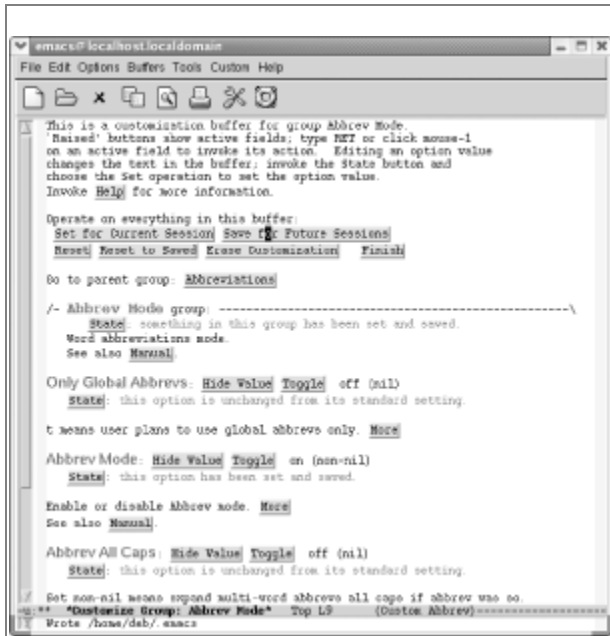 emacs@localhost.localdomain
File Edit Options Buffers Tools Custom Help
This is a customization buffer for group Abbrev Mode.
`Raised' buttons show active fields; type RET or click mouse-1
on an active field to invoke its action.  Editing an option value
changes the text in the buffer; invoke the State button and
choose the Set operation to set the option value.
Invoke Help for more information.
Operate on everything in this buffer:
Set for Current Session Save for Future Sessions
Reset Reset to Saved Erase Customization Finish
Go to parent group: Abbreviations
/- Abbrev Mode group: ----------------------------------------------------\
State: something in this group has been set and saved.
Word abbreviations mode.
See also Manual.
Only Global Abbrevs: Hide Value Toggle off (nil)
State: this option is unchanged from its standard setting.
t means user plans to use global abbrevs only. More
Abbrev Mode: Hide Value Toggle on (non-nil)
State: this option has been set and saved.
Enable or disable Abbrev mode. More
See also Manual.
Abbrev All Caps: Hide Value Toggle off (nil)
State: this option is unchanged from its standard setting.
Set non-nil means expand multi-word abbrevs all caps if abbrev was so.
-u:** *Customize Group: Abbrev Mode* Top L9 (Custom Abbrev)--------------------
Wrote /home/deb/.emacs